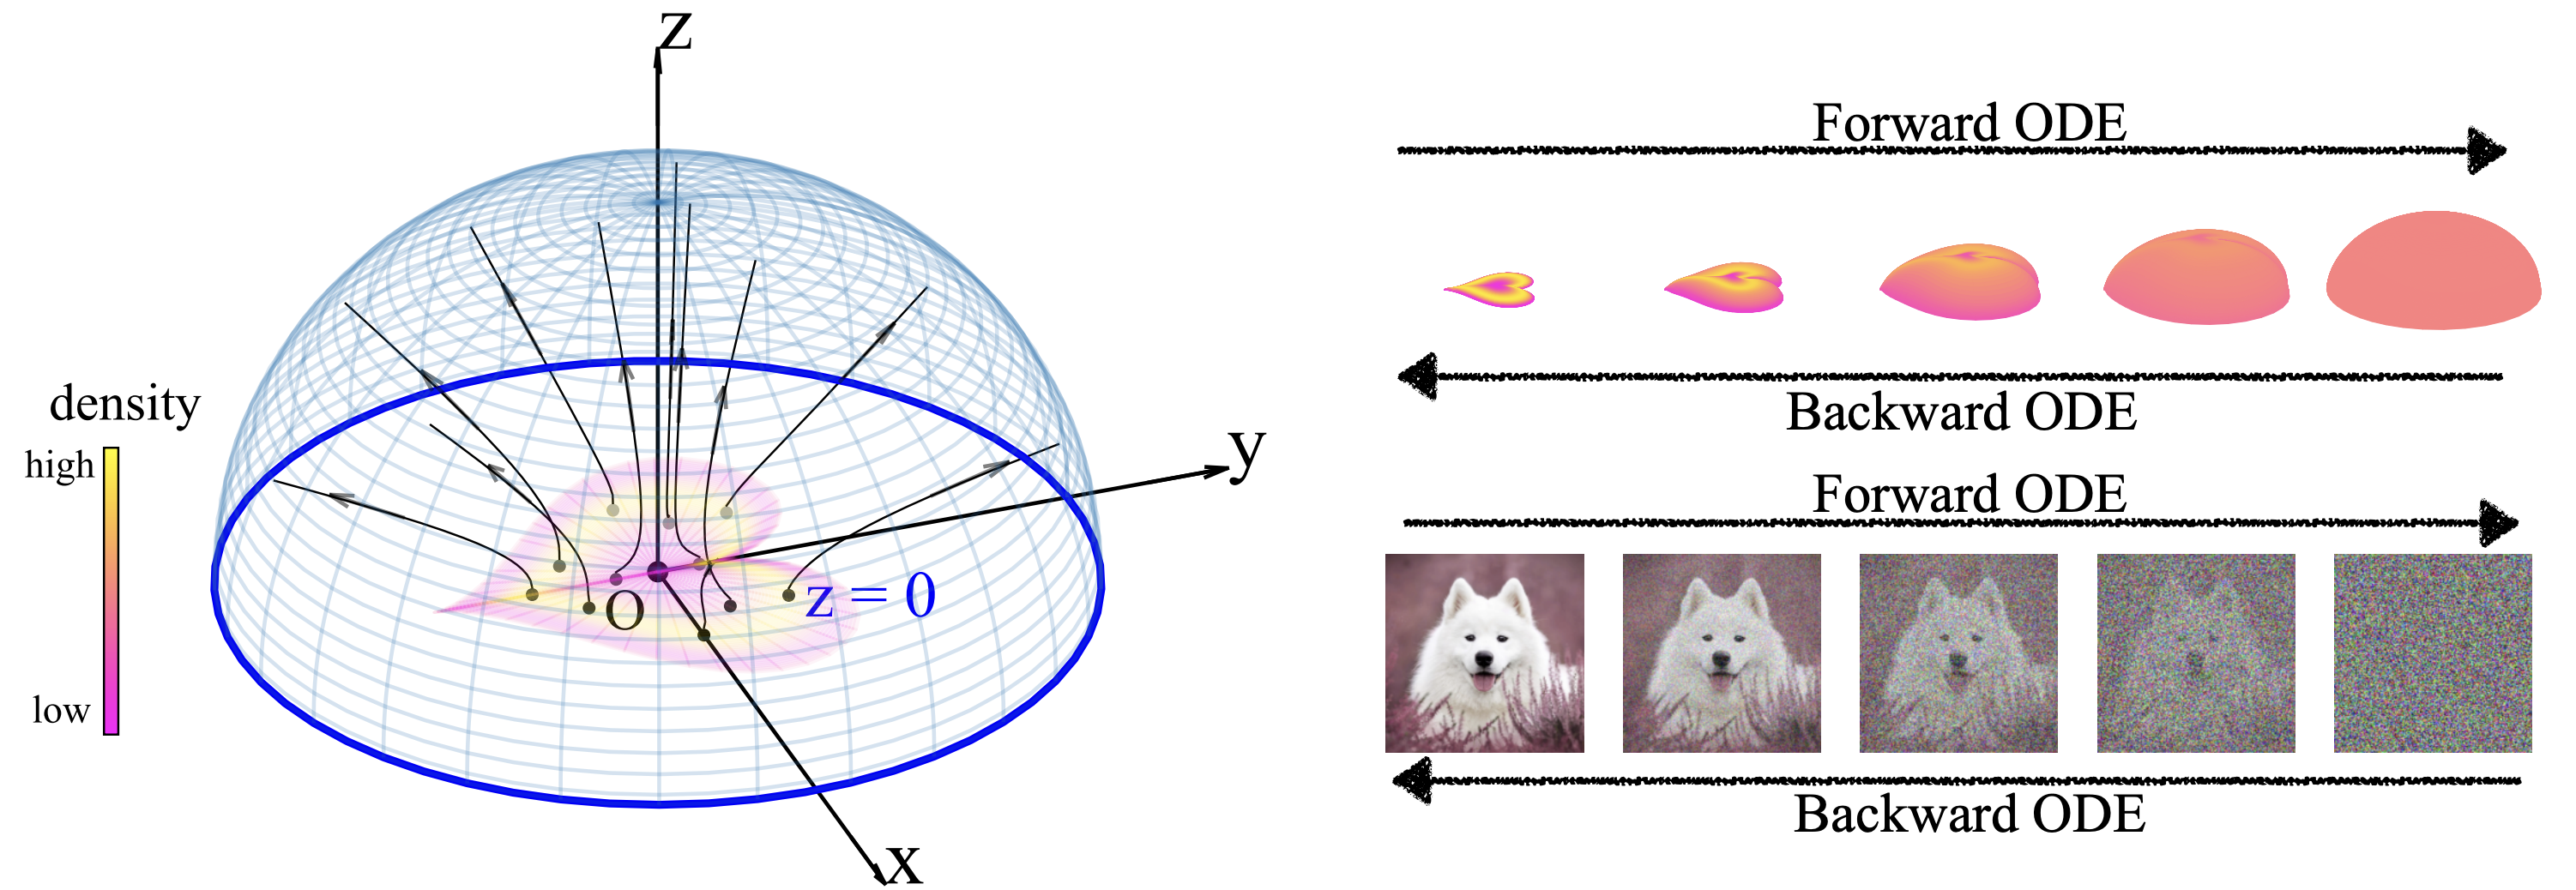 z
density
high
low
y
O
z = 0
x
Forward ODE
Backward ODE
Forward ODE
Backward ODE